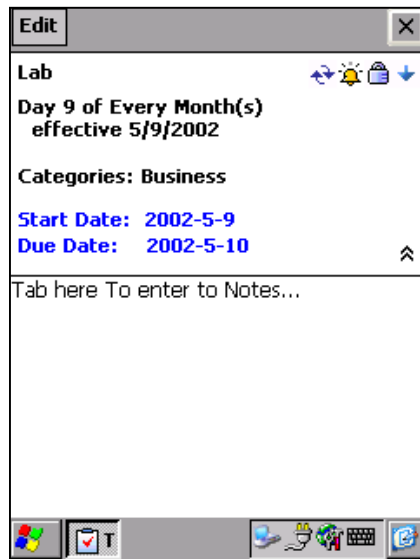 Edit
Lab
Day 9 of Every Month(s)
effective 5/9/2002
Categories: Business
Start Date: 2002-5-9
Due Date: 2002-5-10
Tab here To enter to Notes...
T